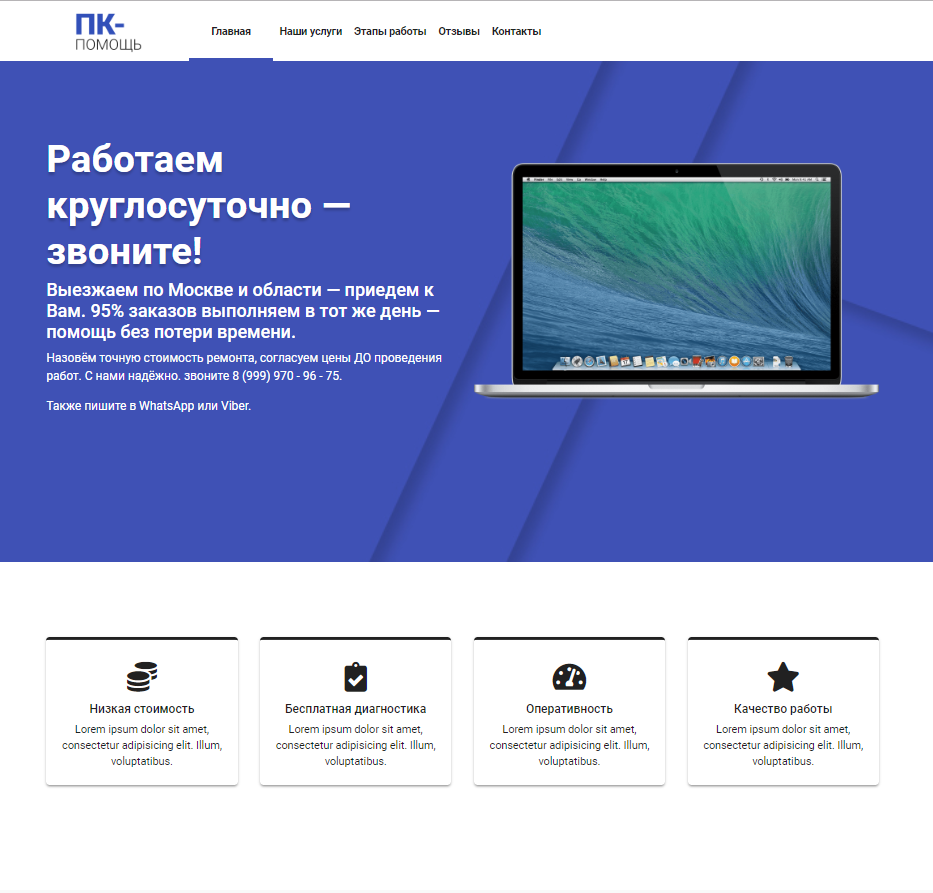 ПК-
ПОМОЩЬ
Главная Наши услуги Этапы работы Отзывы Контакты
Работаем
круглосуточно —
звоните!
Выезжаем по Москве и области — приедем к
Вам. 95% заказов выполняем в тот же день —
помощь без потери времени.
Назовём точную стоимость ремонта, согласуем цены ДО проведения
работ. С нами надёжно. звоните 8 (999) 970 - 96 - 75.
Также пишите в WhatsApp или Viber.
Низкая стоимость
Lorem ipsum dolor sit amet,
consectetur adipisicing elit. Illum,
voluptatibus.
Бесплатная диагностика
Lorem ipsum dolor sit amet,
consectetur adipisicing elit. Illum,
voluptatibus.
Оперативность
Lorem ipsum dolor sit amet,
consectetur adipisicing elit. Illum,
voluptatibus.
Качество работы
Lorem ipsum dolor sit amet,
consectetur adipisicing elit. Illum,
voluptatibus.